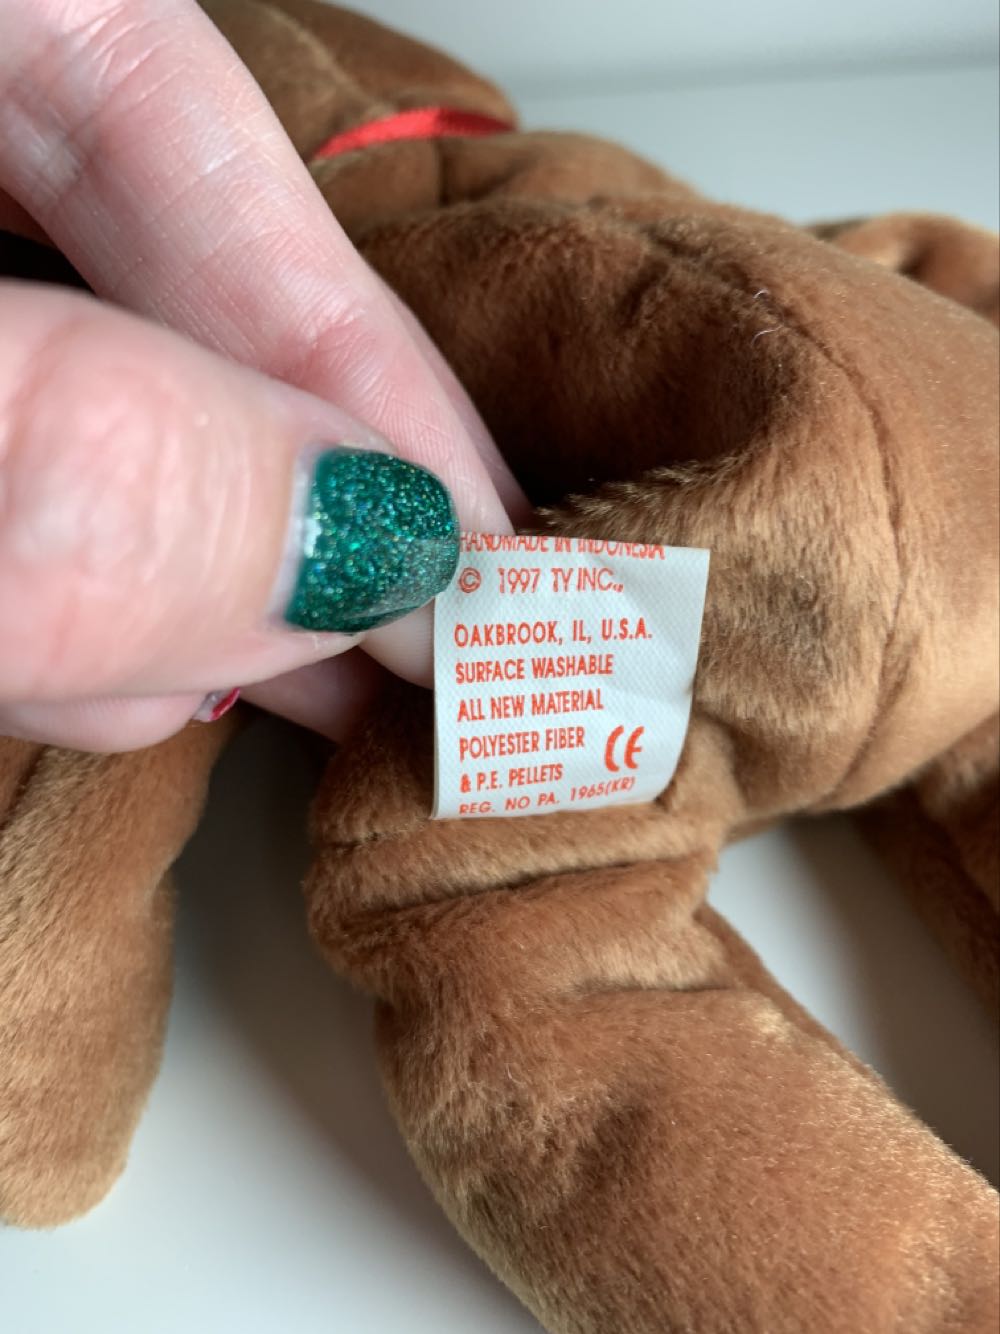 HANDMADE IN INDONESIA
© 1997 TY INC.,
OAKBROOK, IL, U.S.A.
SURFACE WASHABLE
ALL NEW MATERIAL
POLYESTER FIBER CE
& P.E. PELLETS
REG. NO PA. 1965(KR)